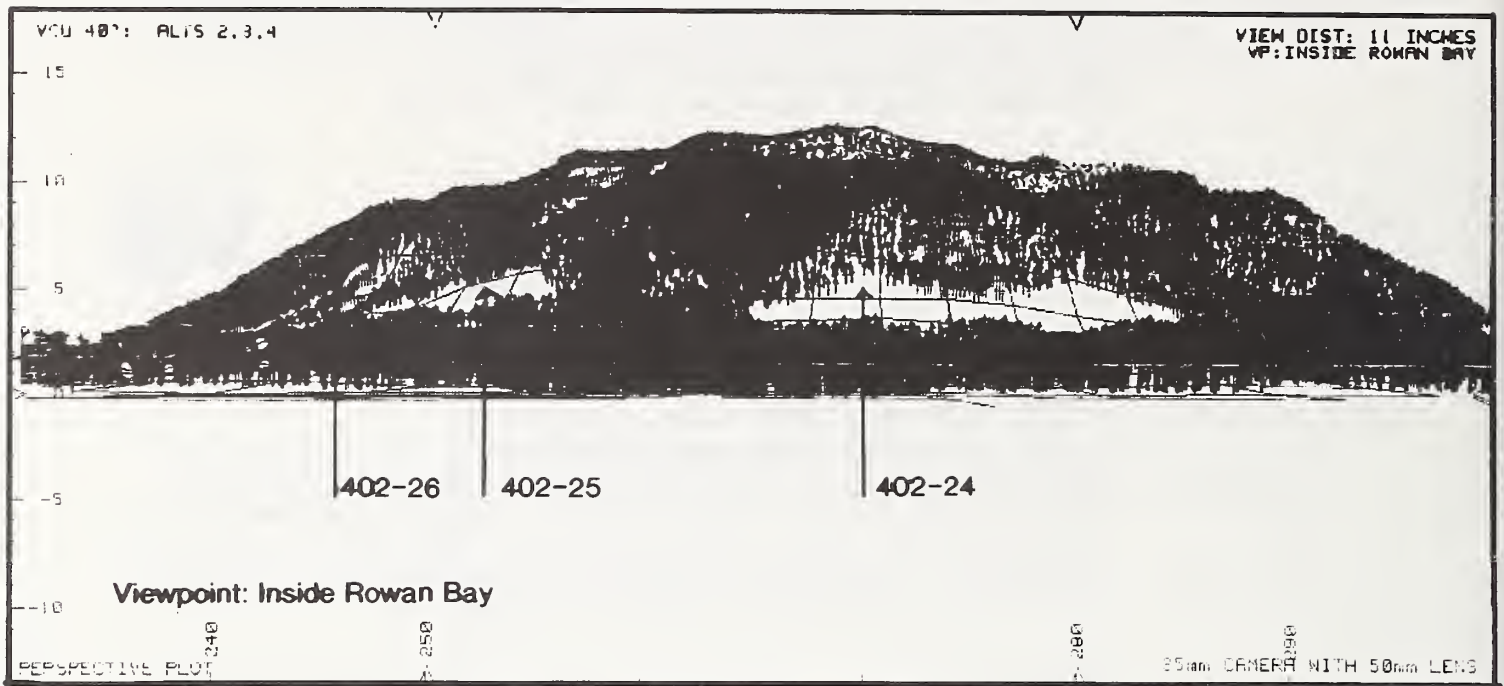 VCU 40?: ALTS 2.3.4
VIEW DIST: 11 INCHES
VP:INSIDE ROWAN BAY
15
10
5
402-26
402-25
402-24
-5
Viewpoint: Inside Rowan Bay
-10
240
250
280
290
PERSPECTIVE PLOT
35mm CAMERA WITH 50mm LENS